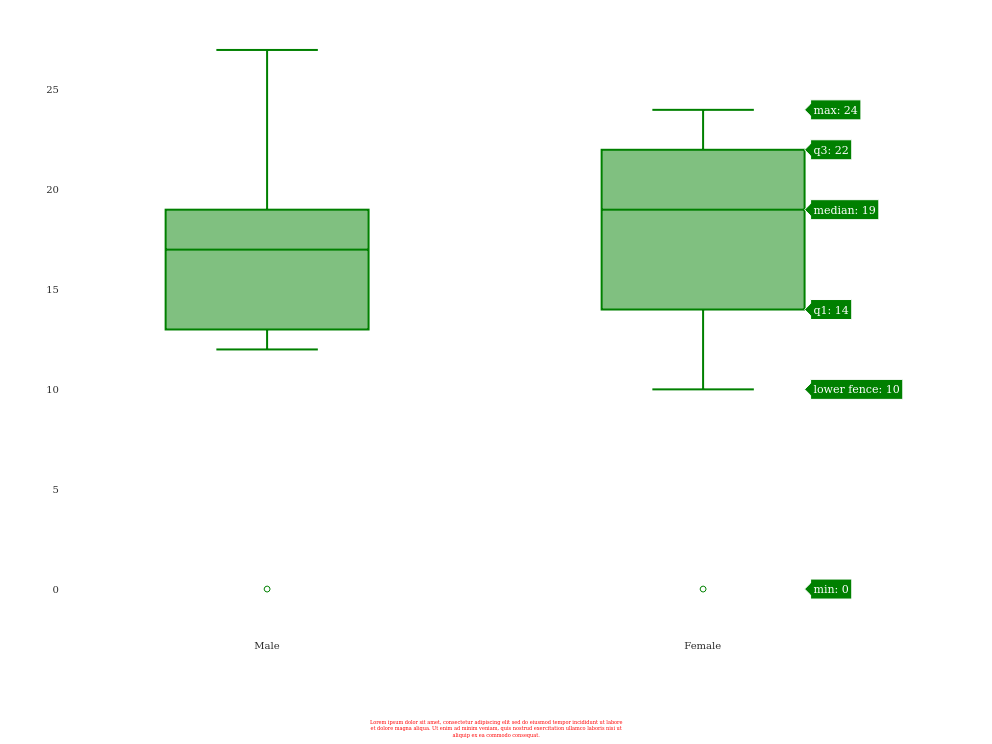 25
max: 24
q3: 22
20
median: 19
15
q1: 14
10
lower fence: 10
5
0
min: 0
Male
Female
Lorem ipsum dolor sit amet, consectetur adipiscing elit sed do eiusmod tempor incididunt ut labore
et dolore magna aliqua. Ut enim ad minim veniam, quis nostrud exercitation ullamco laboris nisi ut
aliquip ex ea commodo consequat.